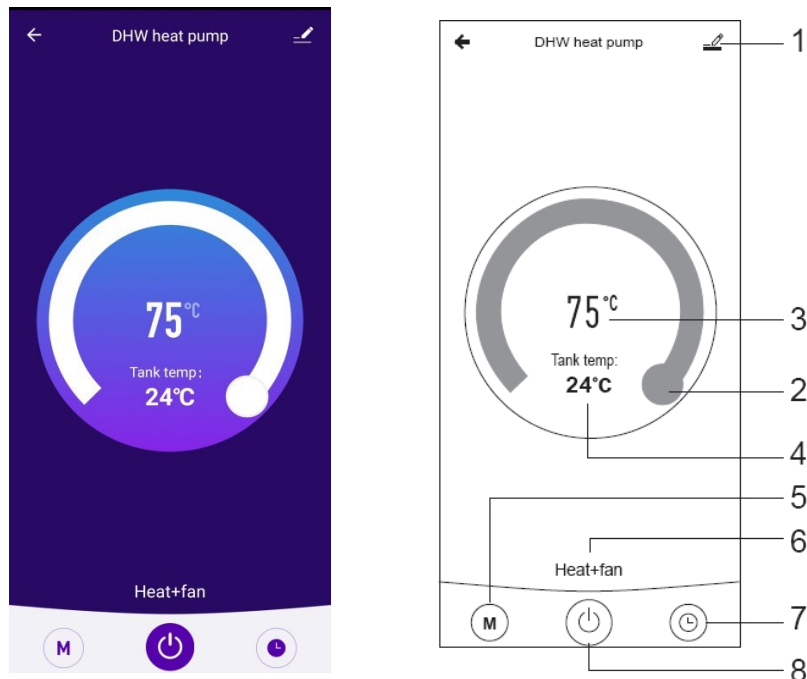 DHW heat pump
75°C
Tank temp:
24°C
Heat+fan
M
DHW heat pump
1
75°C
3
Tank temp:
24°C
2
4
5
6
Heat+fan
M
7
8